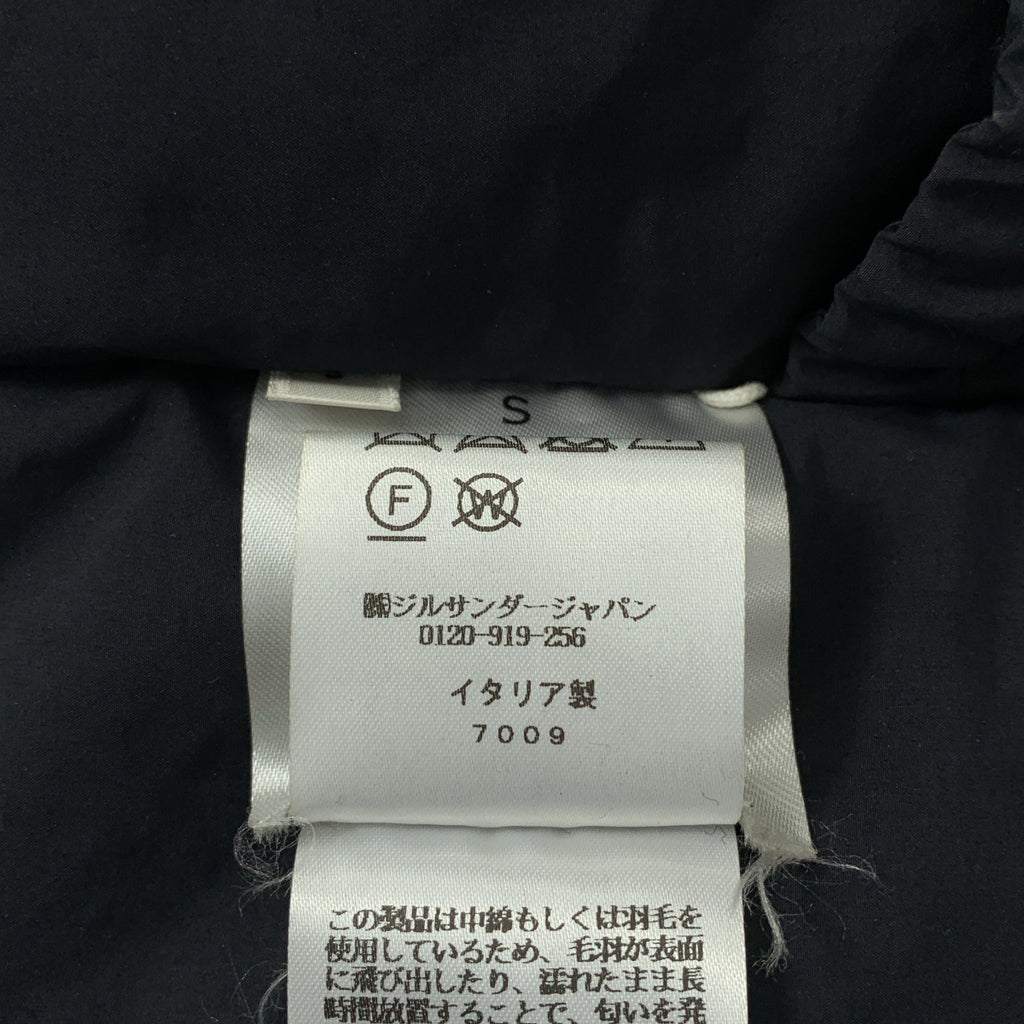 S
F
W
㈱ジルサンダージャパン
0120-919-256
イタリア製
7009
この製品は中綿もしくは羽毛を
使用しているため、毛羽が表面
に飛び出したり、濡れたまま長
時間放置することで、匂いを発